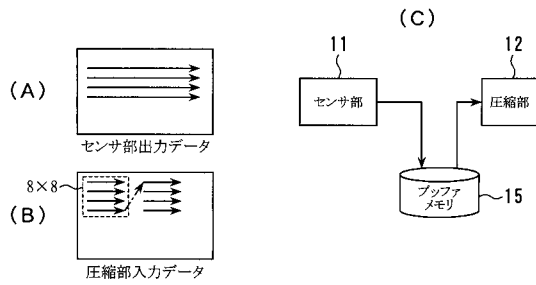 (A)
センサ部出力データ
8×8
(B)
圧縮部入力データ
(C)
11
センサ部
12
圧縮部
バッファ
メモリ
15